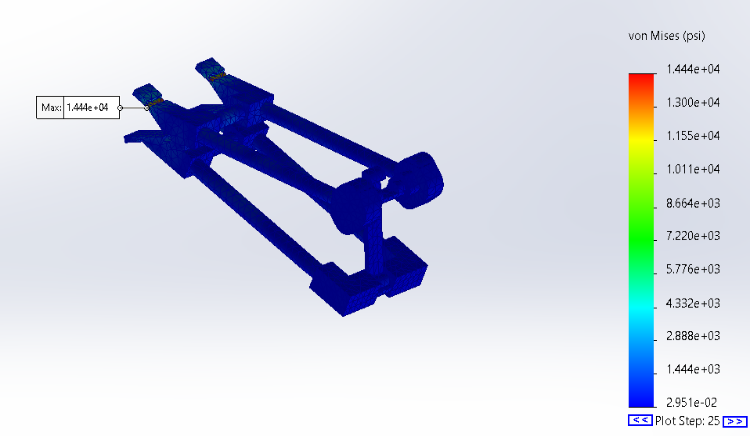 von Mises (psi)
Max: 1.444e+04
1.444e+04
1.300e+04
1.155e+04
1.011e+04
8.664e+03
7.220e+03
5.776e+03
4.332e+03
2.888e+03
1.444e+03
2.951e-02
<< Plot Step: 25 >>